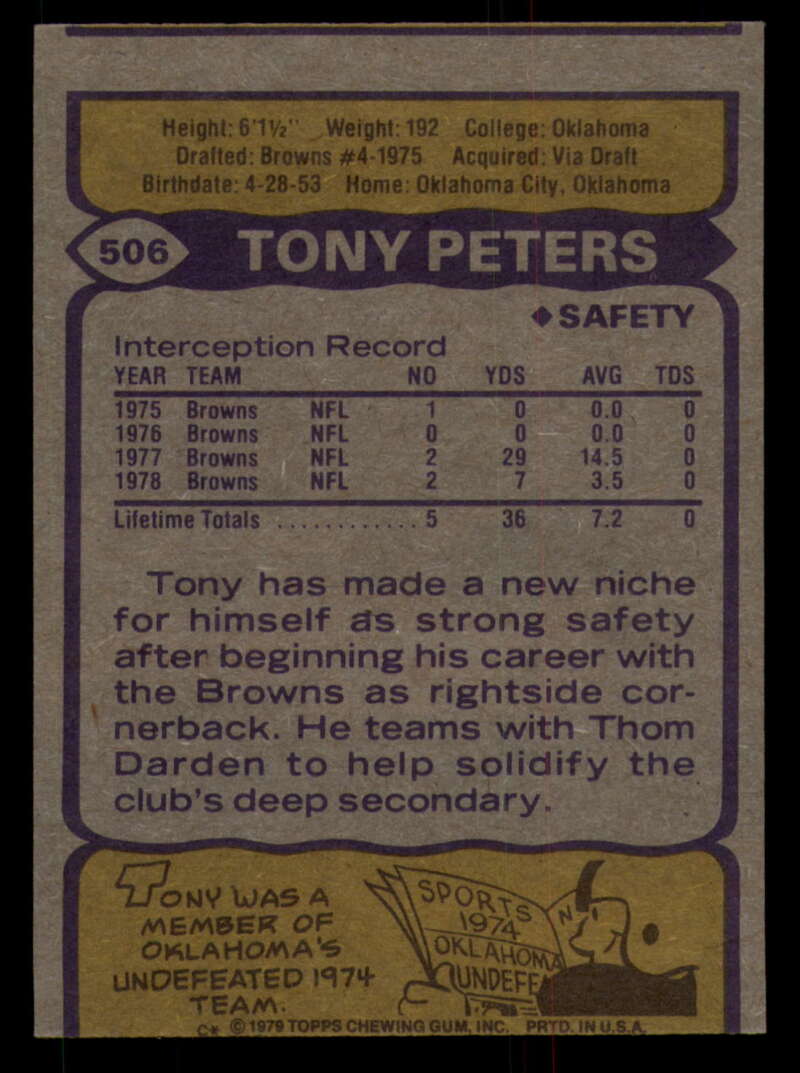 Height: 6'1½" Weight: 192 College: Oklahoma
Drafted: Browns #4-1975 Acquired: Via Draft
Birthdate: 4-28-53 Home: Oklahoma City, Oklahoma
506 TONY PETERS
◆ SAFETY
Interception Record
YEAR TEAM NO YDS AVG TDS
1975 Browns NFL 1 0 0.0 0
1976 Browns NFL 0 0 0.0 0
1977 Browns NFL 2 29 14.5 0
1978 Browns NFL 2 7 3.5 0
Lifetime Totals ............ 5 36 7.2 0
Tony has made a new niche
for himself as strong safety
after beginning his career with
the Browns as rightside cor-
nerback. He teams with Thom
Darden to help solidify the
club's deep secondary.
TONY WAS A
MEMBER OF
OKLAHOMA'S
UNDEFEATED 1974
TEAM.
SPORTS
1974
OKLAHOMA
UNDEFE
N
C* © 1979 TOPPS CHEWING GUM, INC. PRTD. IN U.S.A.